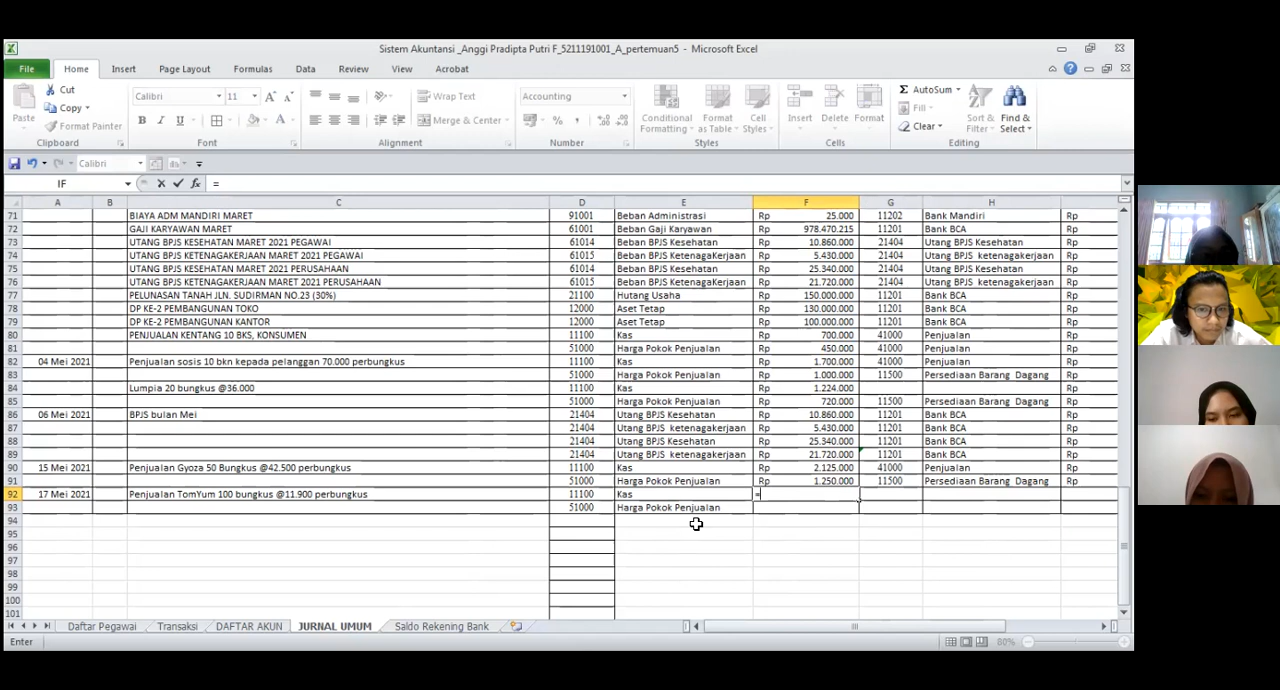 Sistem Akuntansi _Anggi Pradipta Putri F_5211191001_A_pertemuan5 - Microsoft Excel
File Home Insert Page Layout Formulas Data Review View Acrobat
Cut Calibri 11 Wrap Text Accounting AutoSum
Copy Fill
Paste Format Painter B I U Merge & Center % , Conditional Formatting Format as Table Cell Styles Insert Delete Format Clear Sort & Filter Find & Select
Clipboard Font Alignment Number Styles Cells Editing
Calibri
IF =
A B C D E F G H
71 BIAYA ADM MANDIRI MARET 91001 Beban Administrasi Rp 25.000 11202 Bank Mandiri Rp
72 GAJI KARYAWAN MARET 61001 Beban Gaji Karyawan Rp 978.470.215 11201 Bank BCA Rp
73 UTANG BPJS KESEHATAN MARET 2021 PEGAWAI 61014 Beban BPJS Kesehatan Rp 10.860.000 21404 Utang BPJS Kesehatan Rp
74 UTANG BPJS KETENAGAKERJAAN MARET 2021 PEGAWAI 61015 Beban BPJS Ketenagakerjaan Rp 5.430.000 21404 Utang BPJS ketenagakerjaan Rp
75 UTANG BPJS KESEHATAN MARET 2021 PERUSAHAAN 61014 Beban BPJS Kesehatan Rp 25.340.000 21404 Utang BPJS Kesehatan Rp
76 UTANG BPJS KETENAGAKERJAAN MARET 2021 PERUSAHAAN 61015 Beban BPJS Ketenagakerjaan Rp 21.720.000 21404 Utang BPJS ketenagakerjaan Rp
77 PELUNASAN TANAH JLN. SUDIRMAN NO.23 (30%) 21100 Hutang Usaha Rp 150.000.000 11201 Bank BCA Rp
78 DP KE-2 PEMBANGUNAN TOKO 12000 Aset Tetap Rp 130.000.000 11201 Bank BCA Rp
79 DP KE-2 PEMBANGUNAN KANTOR 12000 Aset Tetap Rp 100.000.000 11201 Bank BCA Rp
80 PENJUALAN KENTANG 10 BKS, KONSUMEN 11100 Kas Rp 700.000 41000 Penjualan Rp
81 51000 Harga Pokok Penjualan Rp 450.000 41000 Penjualan Rp
82 04 Mei 2021 Penjualan sosis 10 bkn kepada pelanggan 70.000 perbungkus 11100 Kas Rp 1.700.000 41000 Penjualan Rp
83 51000 Harga Pokok Penjualan Rp 1.000.000 11500 Persediaan Barang Dagang Rp
84 Lumpia 20 bungkus @36.000 11100 Kas Rp 1.224.000 Rp
85 51000 Harga Pokok Penjualan Rp 720.000 11500 Persediaan Barang Dagang Rp
86 06 Mei 2021 BPJS bulan Mei 21404 Utang BPJS Kesehatan Rp 10.860.000 11201 Bank BCA Rp
87 21404 Utang BPJS ketenagakerjaan Rp 5.430.000 11201 Bank BCA Rp
88 21404 Utang BPJS Kesehatan Rp 25.340.000 11201 Bank BCA Rp
89 21404 Utang BPJS ketenagakerjaan Rp 21.720.000 11201 Bank BCA Rp
90 15 Mei 2021 Penjualan Gyoza 50 Bungkus @42.500 perbungkus 11100 Kas Rp 2.125.000 41000 Penjualan Rp
91 51000 Harga Pokok Penjualan Rp 1.250.000 11500 Persediaan Barang Dagang Rp
92 17 Mei 2021 Penjualan TomYum 100 bungkus @11.900 perbungkus 11100 Kas =
93 51000 Harga Pokok Penjualan
94
95
96
97
98
99
100
101
Daftar Pegawai Transaksi DAFTAR AKUN JURNAL UMUM Saldo Rekening Bank
Enter 80%